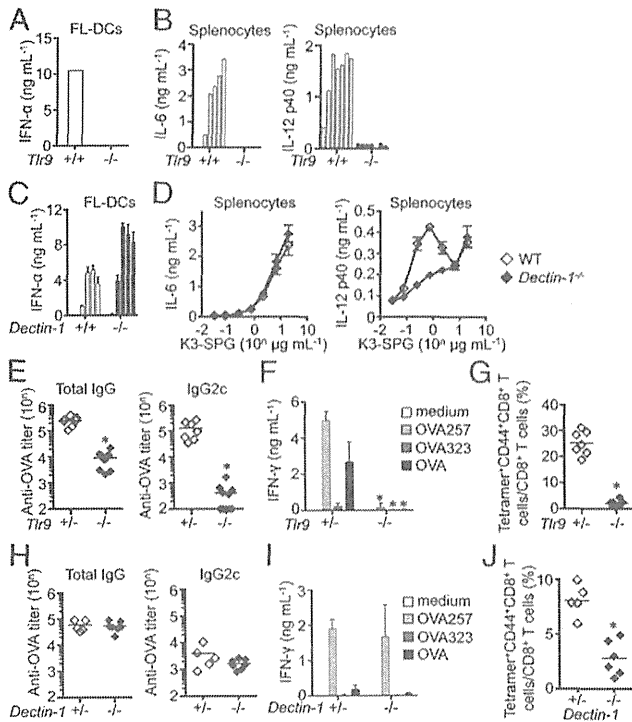 A
FL-DCs
IFN-α (ng mL⁻¹)
15
10
5
0
Tlr9 +/+ -/-
B
Splenocytes
IL-6 (ng mL⁻¹)
4
3
2
1
0
Tlr9 +/+ -/-
Splenocytes
IL-12 p40 (ng mL⁻¹)
2
1
0
+/+ -/-
C
FL-DCs
IFN-α (ng mL⁻¹)
12
9
6
3
0
Dectin-1 +/+ -/-
D
Splenocytes
IL-6 (ng mL⁻¹)
4
3
2
1
0
-2 -1 0 1 10
K3-SPG (10ⁿ μg mL⁻¹)
Splenocytes
IL-12 p40 (ng mL⁻¹)
0.5
0.4
0.3
0.2
0.1
0
-2 -1 0 1 10
K3-SPG (10ⁿ μg mL⁻¹)
WT
Dectin-1⁻/⁻
E
Total IgG
Anti-OVA titer (10ⁿ)
6
5
4
3
2
*
Tlr9 +/- -/-
IgG2c
Anti-OVA titer (10ⁿ)
6
5
4
3
2
*
+/- -/-
F
IFN-γ (ng mL⁻¹)
6
4
2
0
* * *
medium
OVA257
OVA323
OVA
Tlr9 +/- -/-
G
Tetramer⁺CD44⁺CD8⁺ T
cells/CD8⁺ T cells (%)
40
30
20
10
0
*
Tlr9 +/- -/-
H
Total IgG
Anti-OVA titer (10ⁿ)
6
5
4
3
2
Dectin-1 +/- -/-
IgG2c
Anti-OVA titer (10ⁿ)
6
5
4
3
2
+/- -/-
I
IFN-γ (ng mL⁻¹)
3
2
1
0
medium
OVA257
OVA323
OVA
Dectin-1 +/- -/-
J
Tetramer⁺CD44⁺CD8⁺ T
cells/CD8⁺ T cells (%)
10
5
0
*
+/- -/-
Dectin-1